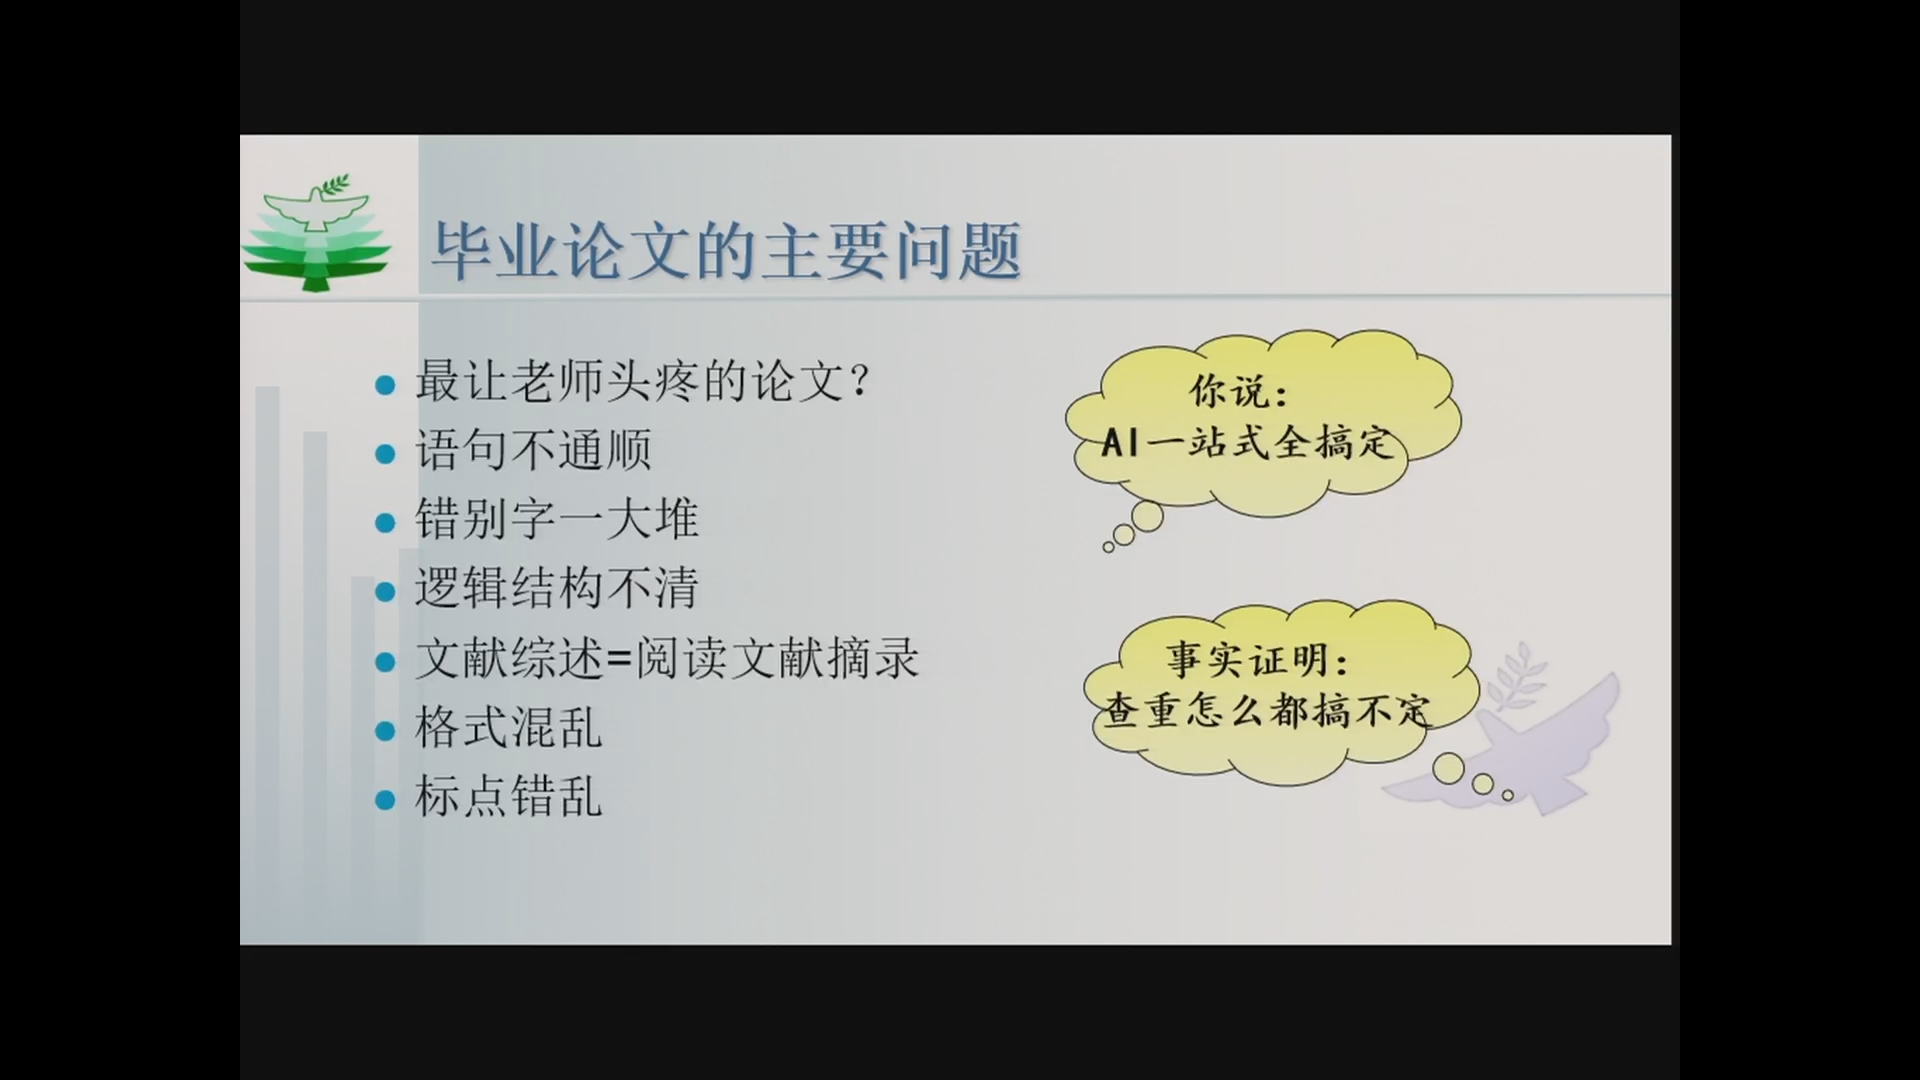 毕业论文的主要问题
最让老师头疼的论文？
语句不通顺
错别字一大堆
逻辑结构不清
文献综述=阅读文献摘录
格式混乱
标点错乱
你说：
AI一站式全搞定
事实证明：
查重怎么都搞不定